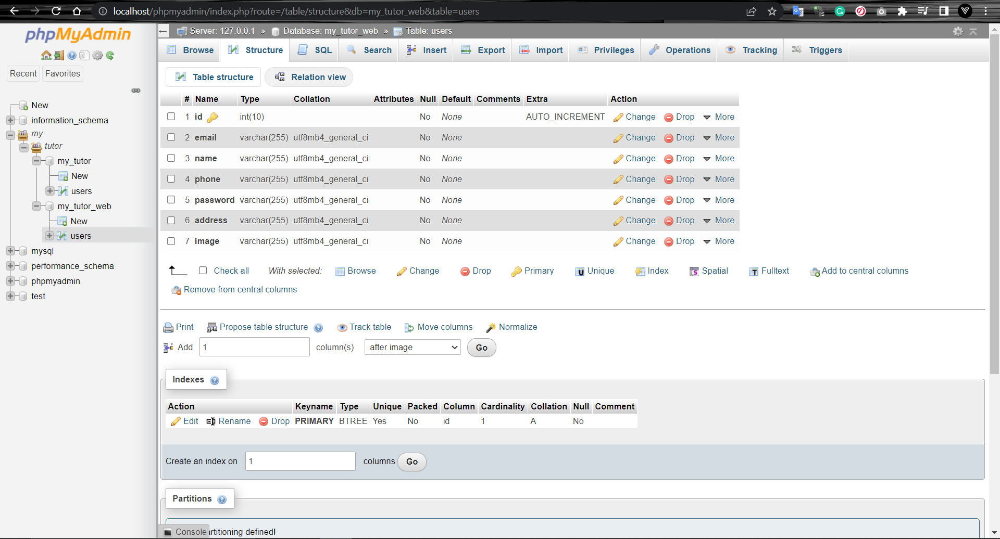 localhost/phpmyadmin/index.php?route=/table/structure&db=my_tutor_web&table=users
phpMyAdmin
Recent Favorites
New
information_schema
my
tutor
my_tutor
New
users
my_tutor_web
New
users
mysql
performance_schema
phpmyadmin
test
Server: 127.0.0.1 » Database: my_tutor_web » Table: users
Browse Structure SQL Search Insert Export Import Privileges Operations Tracking Triggers
Table structure Relation view
# Name Type Collation Attributes Null Default Comments Extra Action
1 id int(10) No None AUTO_INCREMENT Change Drop More
2 email varchar(255) utf8mb4_general_ci No None Change Drop More
3 name varchar(255) utf8mb4_general_ci No None Change Drop More
4 phone varchar(255) utf8mb4_general_ci No None Change Drop More
5 password varchar(255) utf8mb4_general_ci No None Change Drop More
6 address varchar(255) utf8mb4_general_ci No None Change Drop More
7 image varchar(255) utf8mb4_general_ci No None Change Drop More
Check all With selected: Browse Change Drop Primary Unique Index Spatial Fulltext Add to central columns
Remove from central columns
Print Propose table structure Track table Move columns Normalize
Add 1 column(s) after image Go
Indexes
Action Keyname Type Unique Packed Column Cardinality Collation Null Comment
Edit Rename Drop PRIMARY BTREE Yes No id 1 A No
Create an index on 1 columns Go
Partitions
Console rtitioning defined!